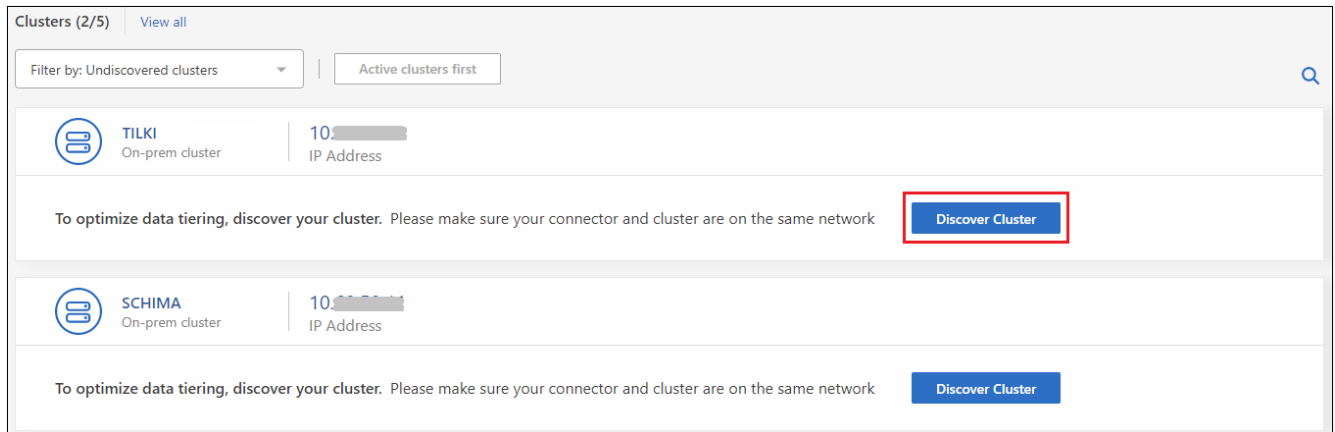 Clusters (2/5) View all
Filter by: Undiscovered clusters Active clusters first
TILKI 10.
On-prem cluster IP Address
To optimize data tiering, discover your cluster. Please make sure your connector and cluster are on the same network Discover Cluster
SCHIMA 10.
On-prem cluster IP Address
To optimize data tiering, discover your cluster. Please make sure your connector and cluster are on the same network Discover Cluster